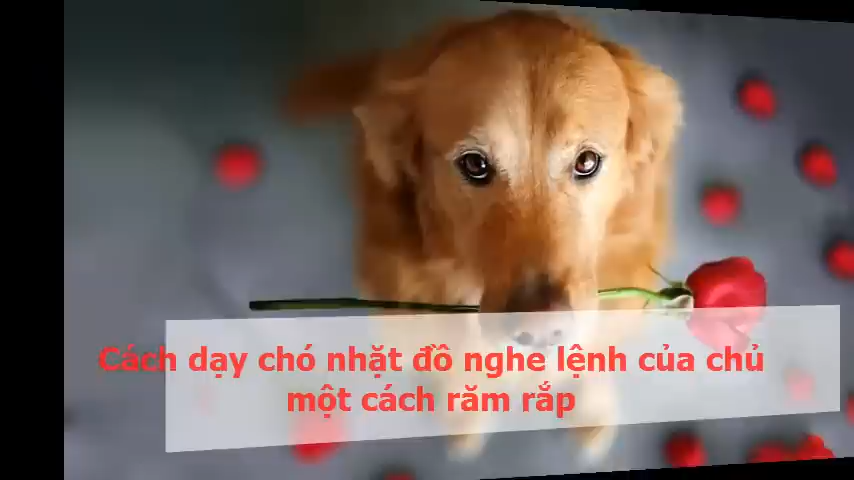 Cách dạy chó nhặt đồ nghe lệnh của chủ
một cách răm rắp